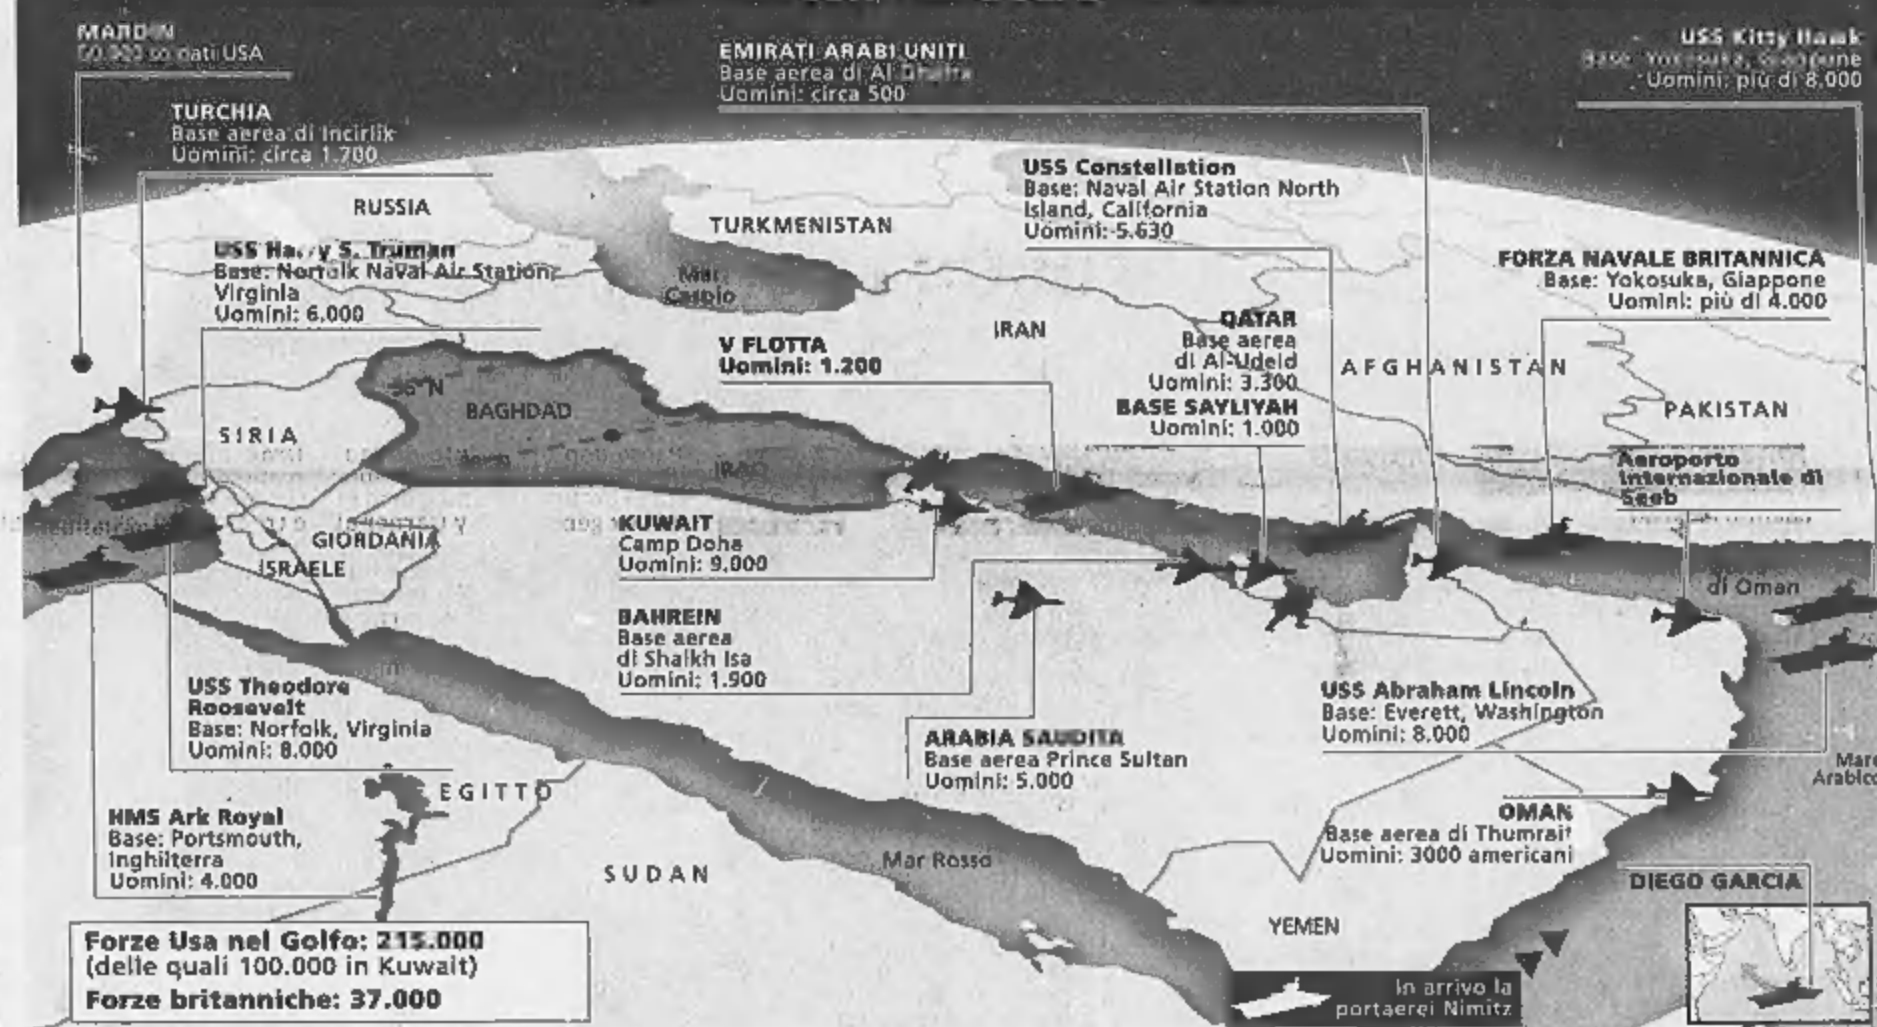 MARDIN
USA
TURCHIA
Base aerea di Incirlik
Uomini: circa 1.700
EMIRATI ARABI UNITI
Base aerea di Al
Uomini: circa 500
USS Kitty Hawk
Base: Yokosuka, Giappone
Uomini: più di 8.000
USS Constellation
Base: Naval Air Station North
Island, California
Uomini: 5.630
RUSSIA
TURKMENISTAN
USS Harry S. Truman
Base: Norfolk Naval Air Station,
Virginia
Uomini: 6.000
Mar
Caspio
FORZA NAVALE BRITANNICA
Base: Yokosuka, Giappone
Uomini: più di 4.000
IRAN
V FLOTTA
Uomini: 1.200
QATAR
Base aerea
di Al-Udeid
Uomini: 3.300
BASE SAYLIYAH
Uomini: 1.000
AFGHANISTAN
PAKISTAN
BAGHDAD
SIRIA
IRAQ
Aeroporto
internazionale di
Seeb
KUWAIT
Camp Doha
Uomini: 9.000
GIORDANIA
ISRAELE
di Oman
BAHREIN
Base aerea
di Shaikh Isa
Uomini: 1.900
USS Theodore
Roosevelt
Base: Norfolk, Virginia
Uomini: 8.000
ARABIA SAUDITA
Base aerea Prince Sultan
Uomini: 5.000
USS Abraham Lincoln
Base: Everett, Washington
Uomini: 8.000
Mare
Arabico
EGITTO
HMS Ark Royal
Base: Portsmouth,
Inghilterra
Uomini: 4.000
OMAN
Base aerea di Thumrait
Uomini: 3000 americani
SUDAN
Mar Rosso
DIEGO GARCIA
YEMEN
Forze Usa nel Golfo: 215.000
(delle quali 100.000 in Kuwait)
Forze britanniche: 37.000
In arrivo la
portaerei Nimitz